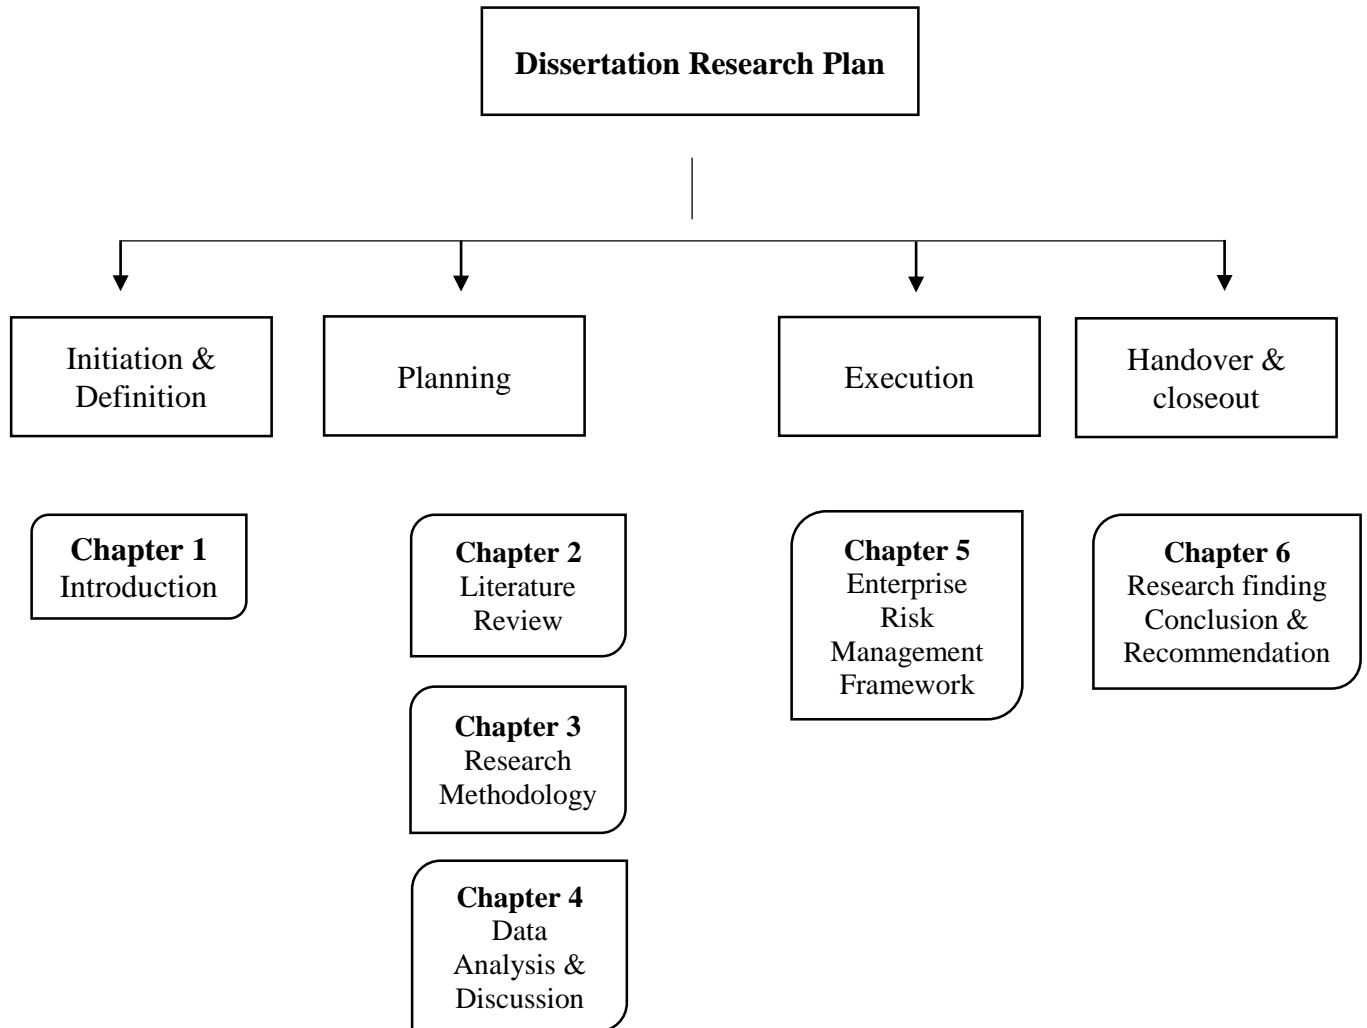 Dissertation Research Plan
Initiation &
Definition
Planning
Execution
Handover &
closeout
Chapter 1
Introduction
Chapter 2
Literature
Review
Chapter 3
Research
Methodology
Chapter 4
Data
Analysis &
Discussion
Chapter 5
Enterprise
Risk
Management
Framework
Chapter 6
Research finding
Conclusion &
Recommendation